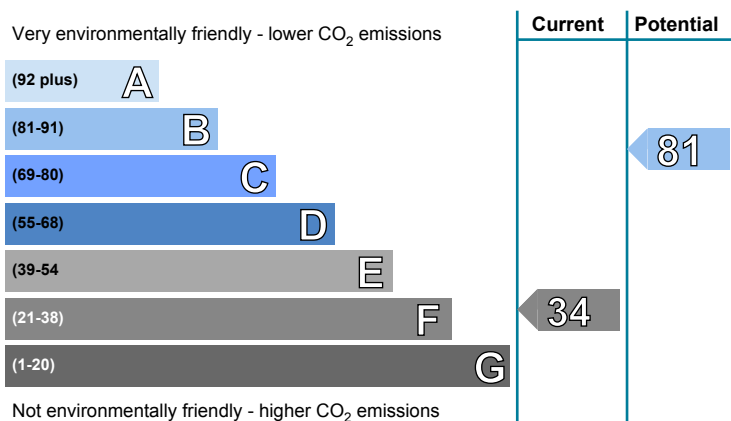 Current Potential
Very environmentally friendly - lower CO2 emissions
(92 plus) A
(81-91) B
81
(69-80) C
(55-68) D
(39-54 E
(21-38) F
34
(1-20) G
Not environmentally friendly - higher CO2 emissions